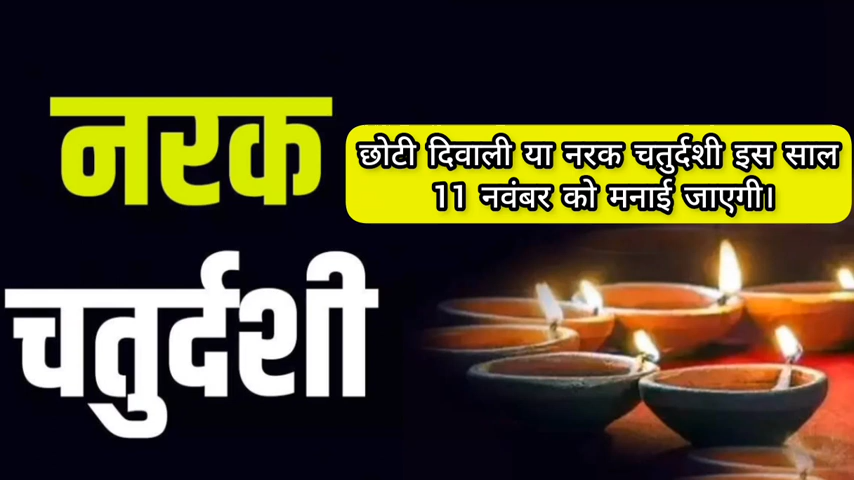 नरक
चतुर्दशी
छोटी दिवाली या नरक चतुर्दशी इस साल
11 नवंबर को मनाई जाएगी।